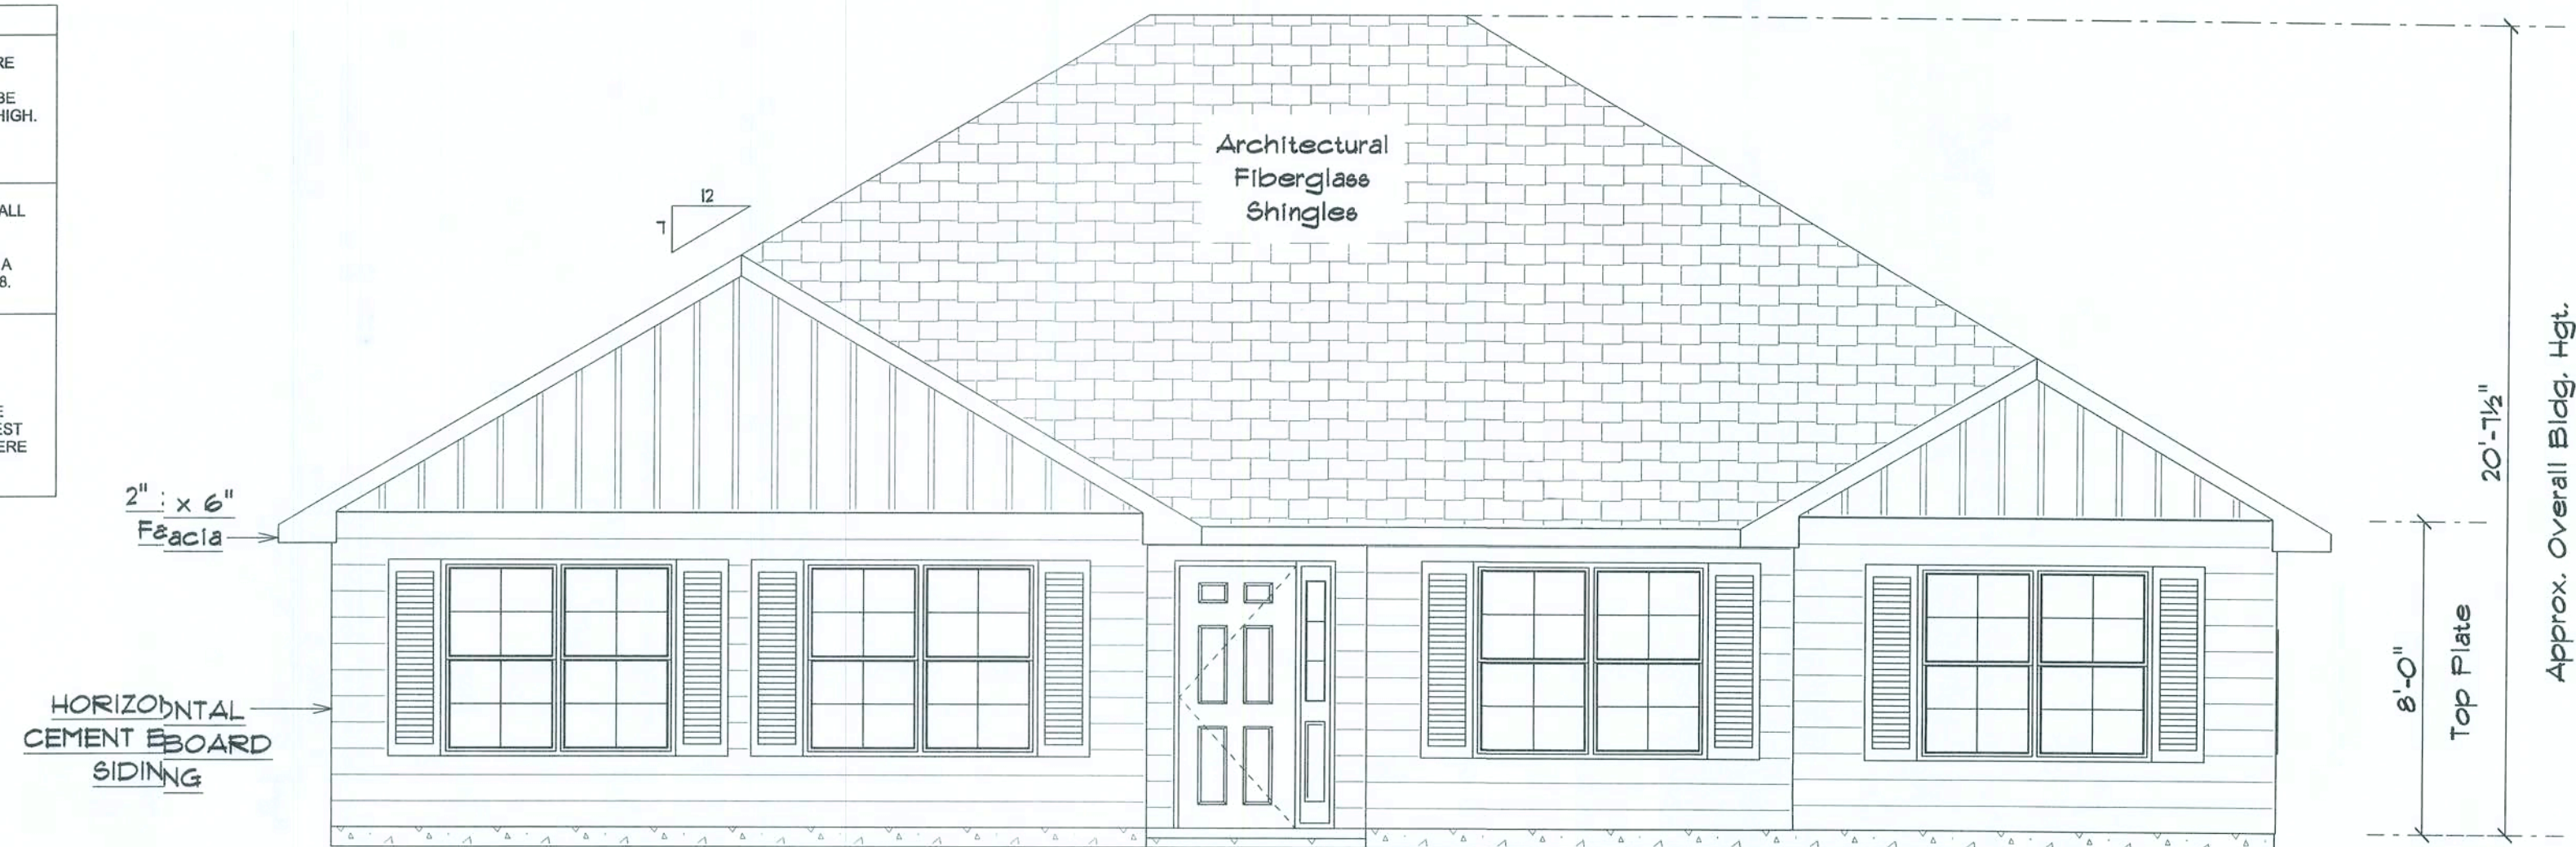 RE
BE
HIGH.
ALL
A
8.
E
EST
ERE
Architectural
Fiberglass
Shingles
12
7
2" x 6"
Facia
HORIZONTAL
CEMENT BOARD
SIDING
20'-7½"
Approx. Overall Bldg. Hgt.
8'-0"
Top Plate